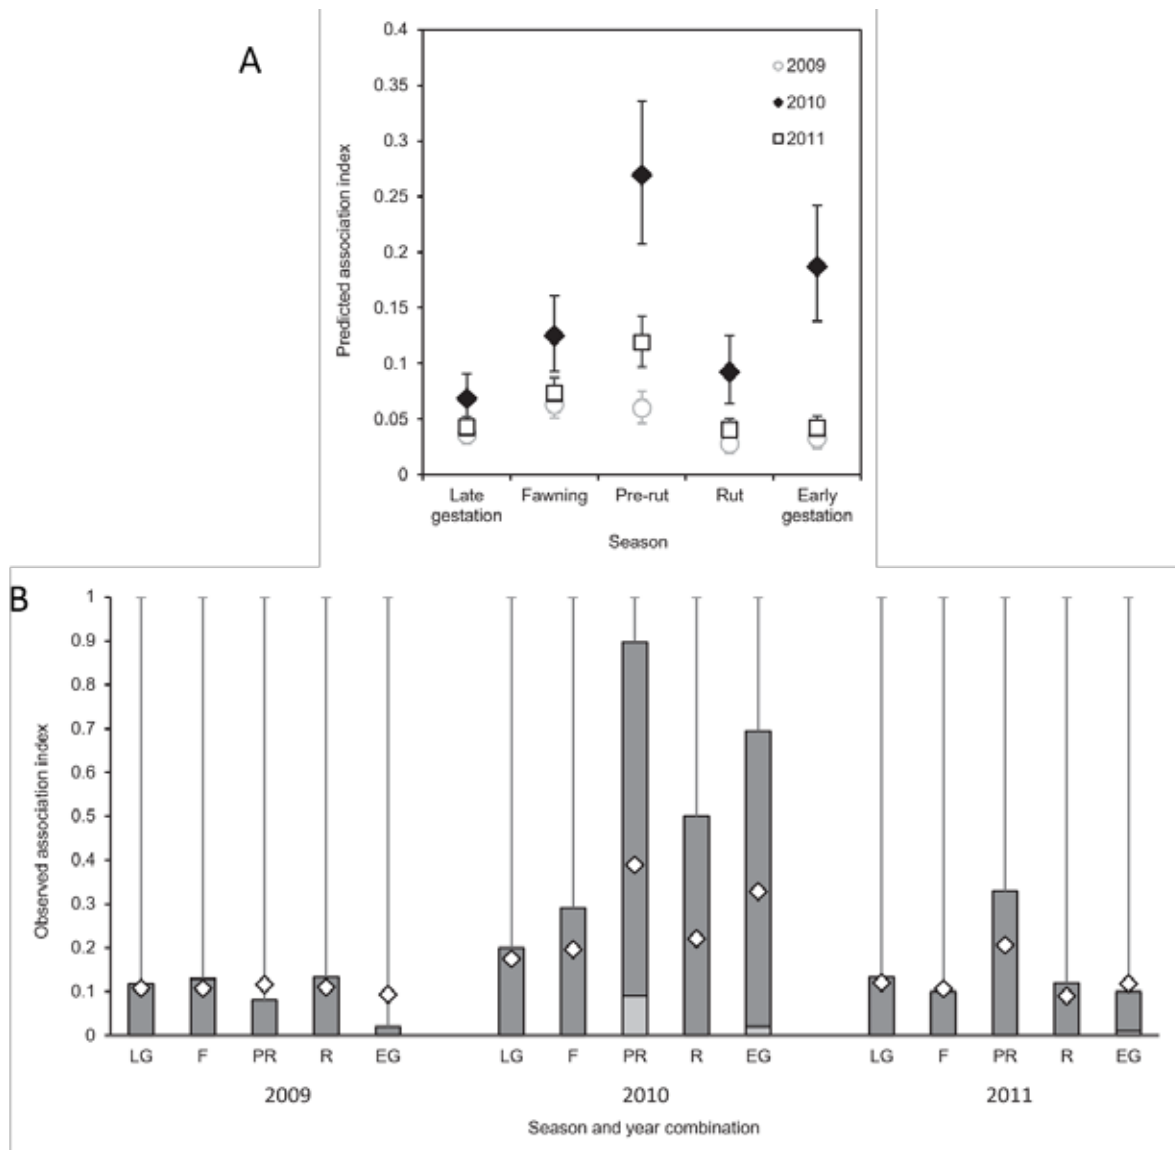 A
0.4
0.35
0.3
0.25
0.2
0.15
0.1
0.05
0
Predicted association index
2009
2010
2011
Late gestation
Fawning
Pre-rut
Rut
Early gestation
Season
B
1
0.9
0.8
0.7
0.6
0.5
0.4
0.3
0.2
0.1
0
Observed association index
LG F PR R EG LG F PR R EG LG F PR R EG
2009 2010 2011
Season and year combination